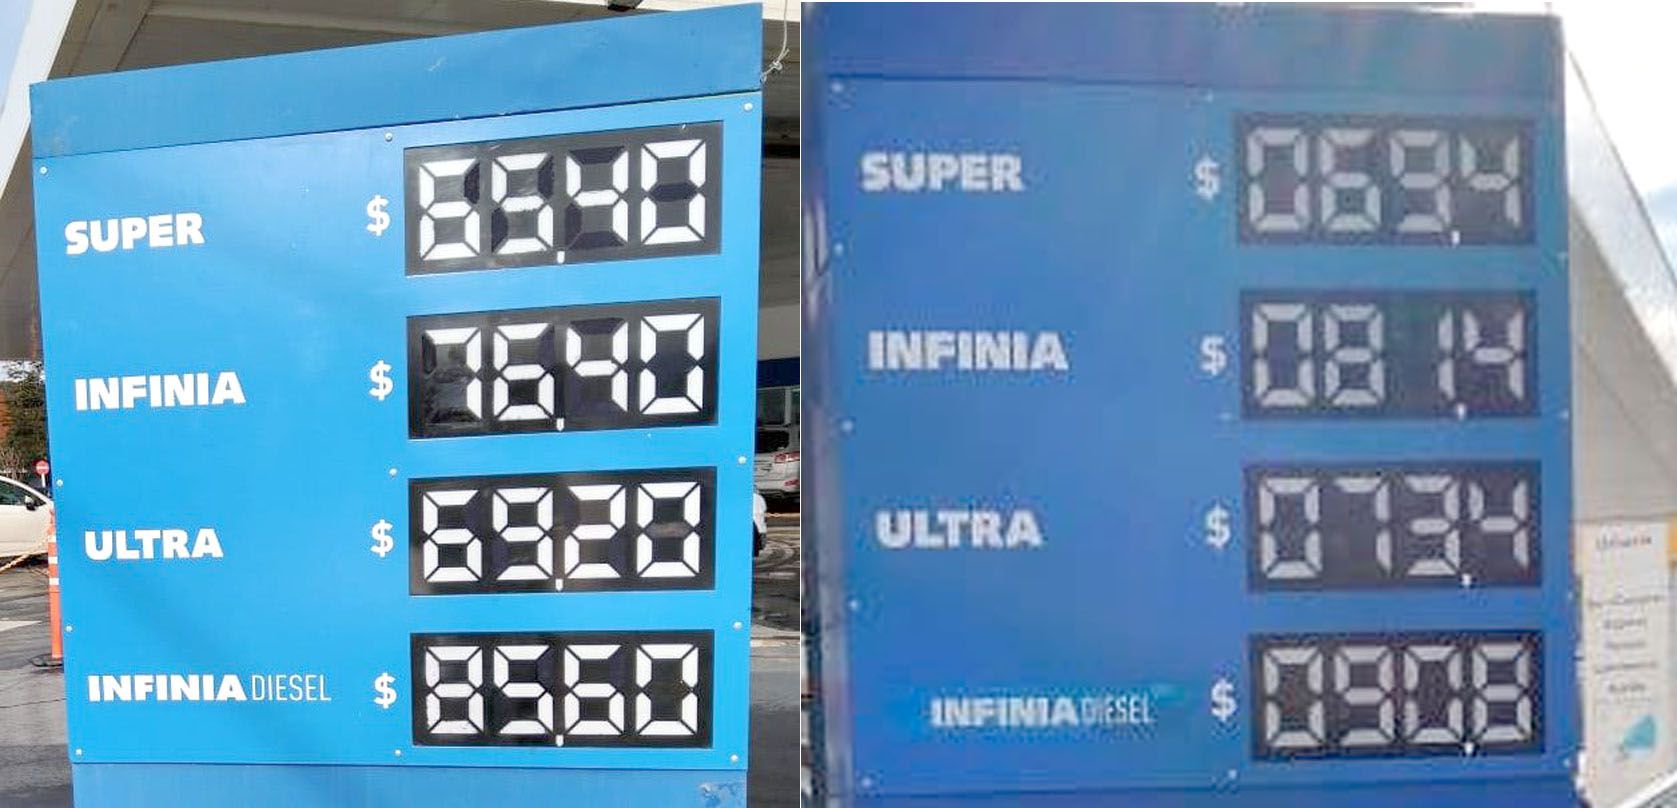 SUPER $ 65,40
INFINIA $ 76,40
ULTRA $ 69,20
INFINIA DIESEL $ 85,60
SUPER $ 069,4
INFINIA $ 081,4
ULTRA $ 073,4
INFINIA DIESEL $ 090,8